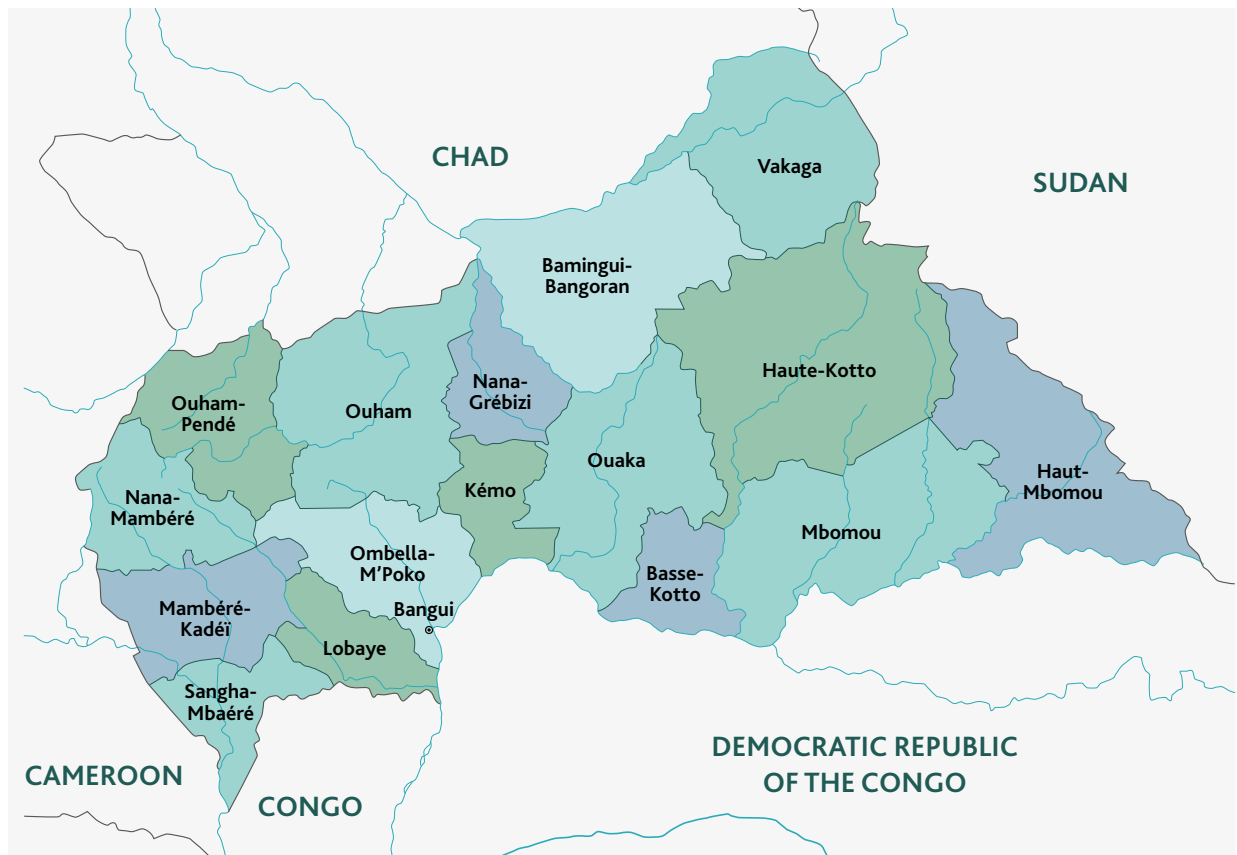 CHAD
Vakaga
SUDAN
Bamingui-
Bangoran
Haute-Kotto
Nana-
Grébizi
Ouham-
Pendé
Ouham
Ouaka
Haut-
Mbomou
Kémo
Nana-
Mambéré
Mbomou
Ombella-
M'Poko
Basse-
Kotto
Bangui
Mambéré-
Kadéï
Lobaye
Sangha-
Mbaéré
DEMOCRATIC REPUBLIC
OF THE CONGO
CAMEROON
CONGO